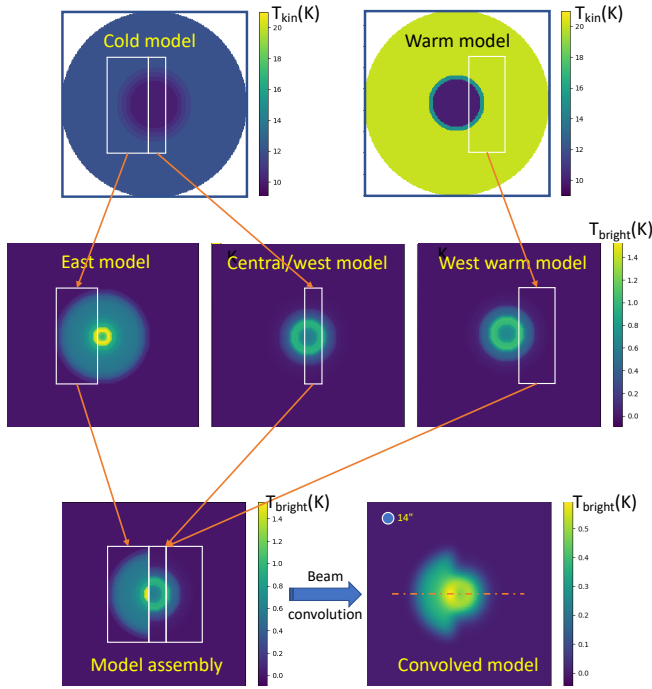 T_kin(K)
T_kin(K)
Cold model
Warm model
20
18
16
14
12
10
20
18
16
14
12
10
T_bright(K)
K
K
East model
Central/west model
West warm model
1.4
1.2
1.0
0.8
0.6
0.4
0.2
0.0
T_bright(K)
T_bright(K)
1.4
1.2
1.0
0.8
0.6
0.4
0.2
0.0
14"
0.5
0.4
0.3
0.2
0.1
0.0
Beam
convolution
Model assembly
Convolved model